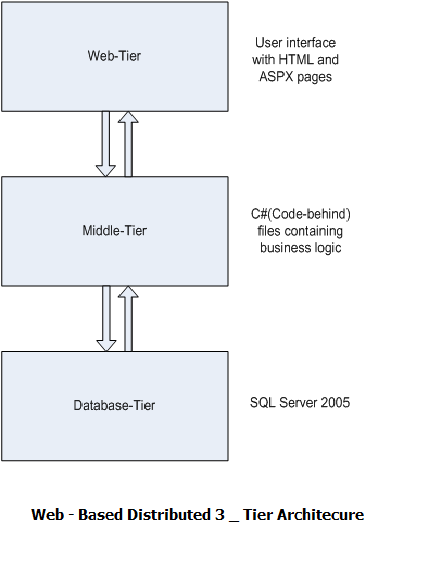 Web-Tier
User interface
with HTML and
ASPX pages
Middle-Tier
C#(Code-behind)
files containing
business logic
Database-Tier
SQL Server 2005
Web - Based Distributed 3 _ Tier Architecure